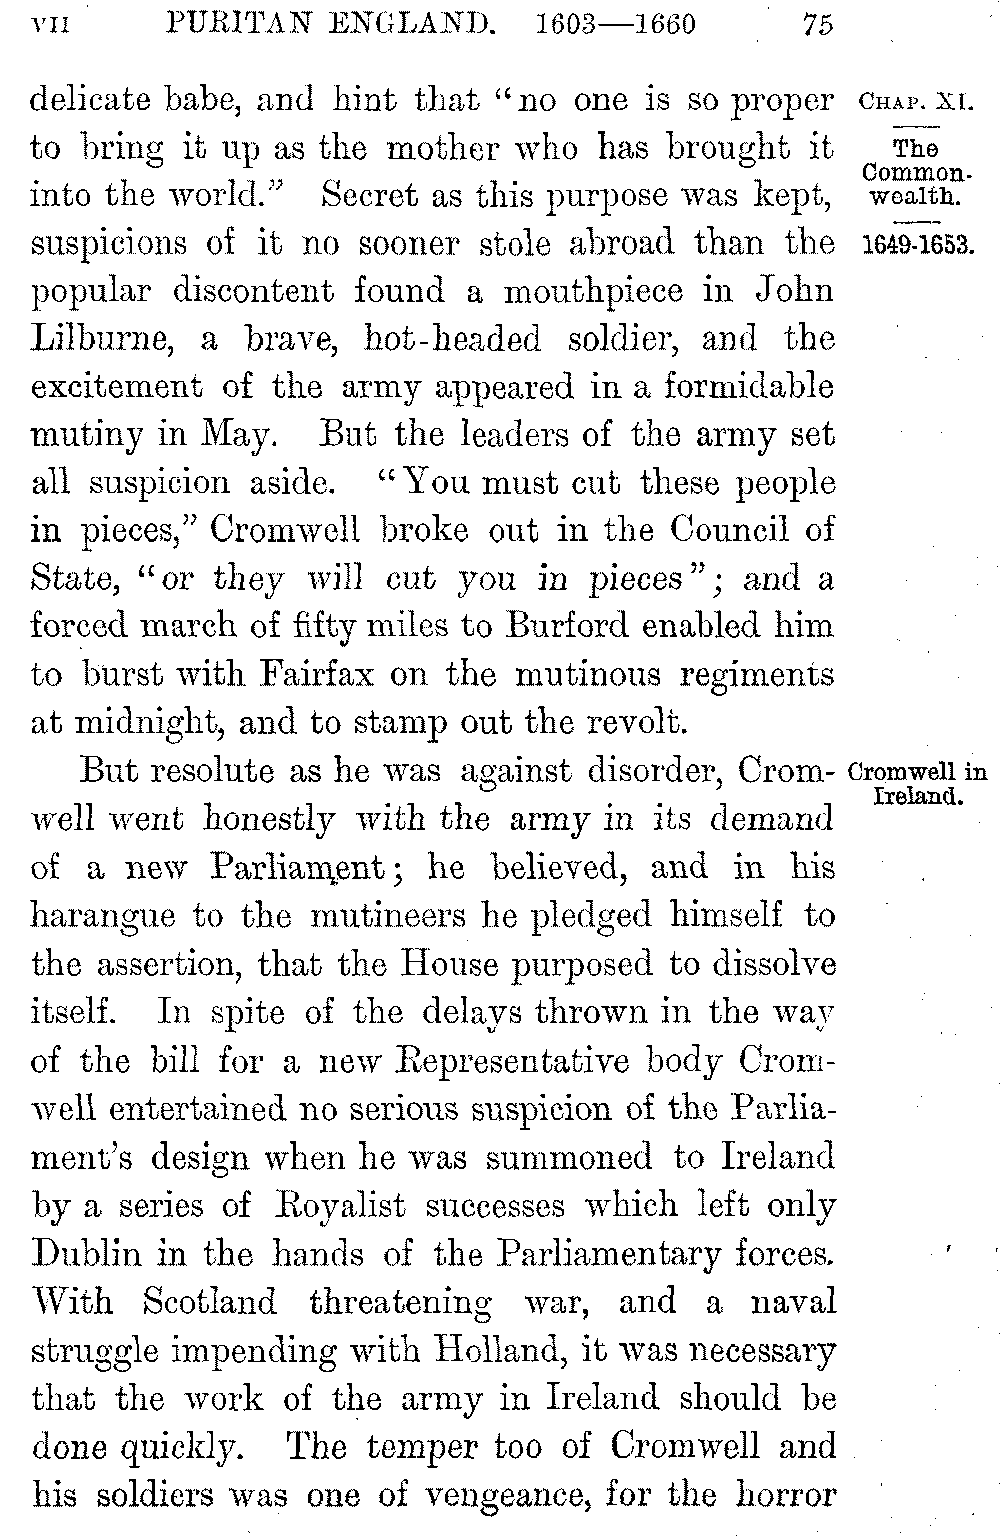 VII PURITAN ENGLAND. 1603—1660 75
delicate babe, and hint that "no one is so proper
to bring it up as the mother who has brought it
into the world." Secret as this purpose was kept,
suspicions of it no sooner stole abroad than the
popular discontent found a mouthpiece in John
Lilburne, a brave, hot-headed soldier, and the
excitement of the army appeared in a formidable
mutiny in May. But the leaders of the army set
all suspicion aside. "You must cut these people
in pieces," Cromwell broke out in the Council of
State, "or they will cut you in pieces"; and a
forced march of fifty miles to Burford enabled him
to burst with Fairfax on the mutinous regiments
at midnight, and to stamp out the revolt.
But resolute as he was against disorder, Crom-
well went honestly with the army in its demand
of a new Parliament; he believed, and in his
harangue to the mutineers he pledged himself to
the assertion, that the House purposed to dissolve
itself. In spite of the delays thrown in the way
of the bill for a new Representative body Crom-
well entertained no serious suspicion of the Parlia-
ment's design when he was summoned to Ireland
by a series of Royalist successes which left only
Dublin in the hands of the Parliamentary forces.
With Scotland threatening war, and a naval
struggle impending with Holland, it was necessary
that the work of the army in Ireland should be
done quickly. The temper too of Cromwell and
his soldiers was one of vengeance, for the horror
CHAP. XI.
The
Common-
wealth.
1649-1653.
Cromwell in
Ireland.